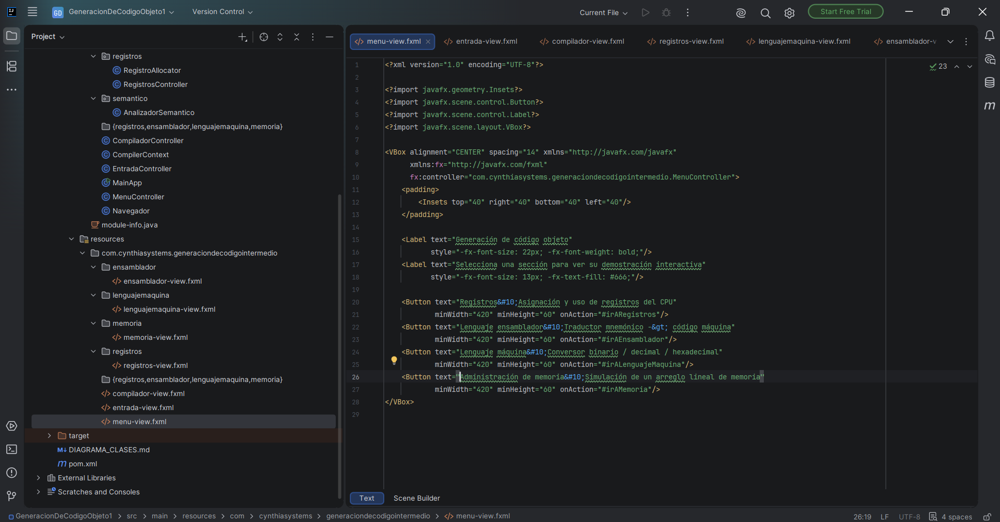 GD GeneracionDeCodigoObjeto1 Version Control Current File Start Free Trial
Project
registros
RegistroAllocator
RegistrosController
semantico
AnalizadorSemantico
{registros,ensamblador,lenguajemaquina,memoria}
CompiladorController
CompilerContext
EntradaController
MainApp
MenuController
Navegador
module-info.java
resources
com.cynthiasystems.generaciondecodigointermedio
ensamblador
ensamblador-view.fxml
lenguajemaquina
lenguajemaquina-view.fxml
memoria
memoria-view.fxml
registros
registros-view.fxml
{registros,ensamblador,lenguajemaquina,memoria}
compilador-view.fxml
entrada-view.fxml
menu-view.fxml
target
DIAGRAMA_CLASES.md
pom.xml
External Libraries
Scratches and Consoles
menu-view.fxml entrada-view.fxml compilador-view.fxml registros-view.fxml lenguajemaquina-view.fxml ensamblador-v
23
1 <?xml version="1.0" encoding="UTF-8"?>
2
3 <?import javafx.geometry.Insets?>
4 <?import javafx.scene.control.Button?>
5 <?import javafx.scene.control.Label?>
6 <?import javafx.scene.layout.VBox?>
7
8 <VBox alignment="CENTER" spacing="14" xmlns="http://javafx.com/javafx"
9 xmlns:fx="http://javafx.com/fxml"
10 fx:controller="com.cynthiasystems.generaciondecodigointermedio.MenuController">
11 <padding>
12 <Insets top="40" right="40" bottom="40" left="40"/>
13 </padding>
14
15 <Label text="Generación de código objeto"
16 style="-fx-font-size: 22px; -fx-font-weight: bold;"/>
17 <Label text="Selecciona una sección para ver su demostración interactiva"
18 style="-fx-font-size: 13px; -fx-text-fill: #666;"/>
19
20 <Button text="Registros&#10;Asignación y uso de registros del CPU"
21 minWidth="420" minHeight="60" onAction="#irARegistros"/>
22 <Button text="Lenguaje ensamblador&#10;Traductor mnemónico -&gt; código máquina"
23 minWidth="420" minHeight="60" onAction="#irAEnsamblador"/>
24 <Button text="Lenguaje máquina&#10;Conversor binario / decimal / hexadecimal"
25 minWidth="420" minHeight="60" onAction="#irALenguajeMaquina"/>
26 <Button text="Administración de memoria&#10;Simulación de un arreglo lineal de memoria"
27 minWidth="420" minHeight="60" onAction="#irAMemoria"/>
28 </VBox>
29
Text Scene Builder
GeneracionDeCodigoObjeto1 > src > main > resources > com > cynthiasystems > generaciondecodigointermedio > menu-view.fxml 26:19 LF UTF-8 4 spaces